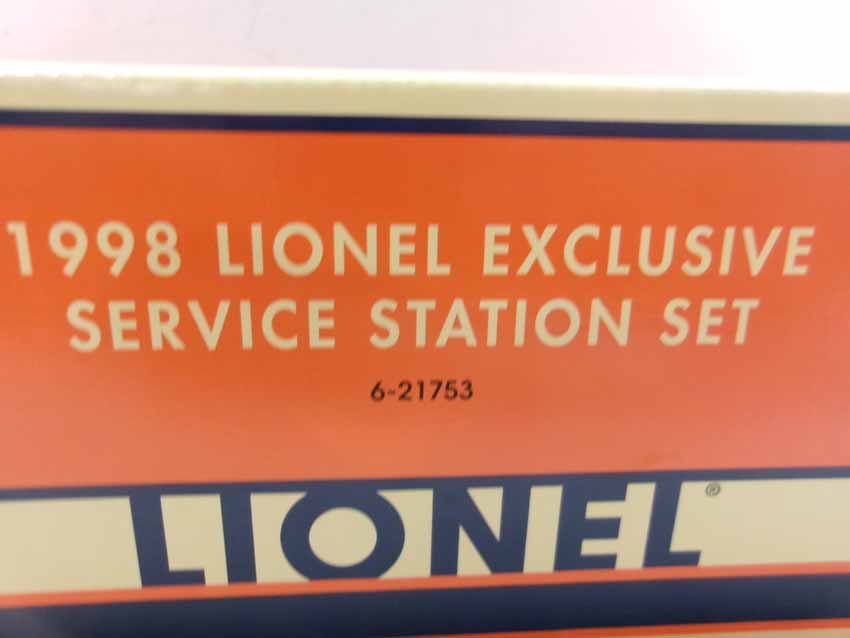 1998 LIONEL EXCLUSIVE
SERVICE STATION SET
6-21753
LIONEL®